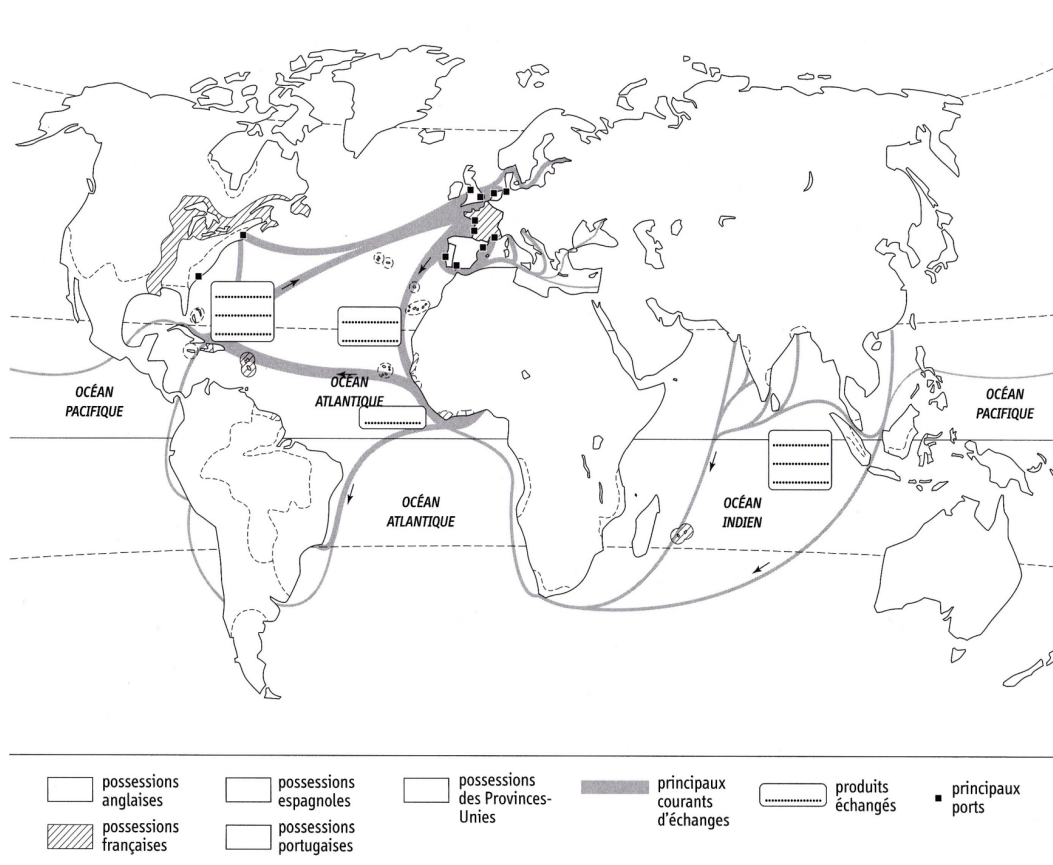 OCÉAN
PACIFIQUE
OCÉAN
ATLANTIQUE
OCÉAN
PACIFIQUE
OCÉAN
ATLANTIQUE
OCÉAN
INDIEN
possessions
anglaises
possessions
espagnoles
possessions
des Provinces-
Unies
principaux
courants
d'échanges
produits
échangés
principaux
ports
possessions
françaises
possessions
portugaises